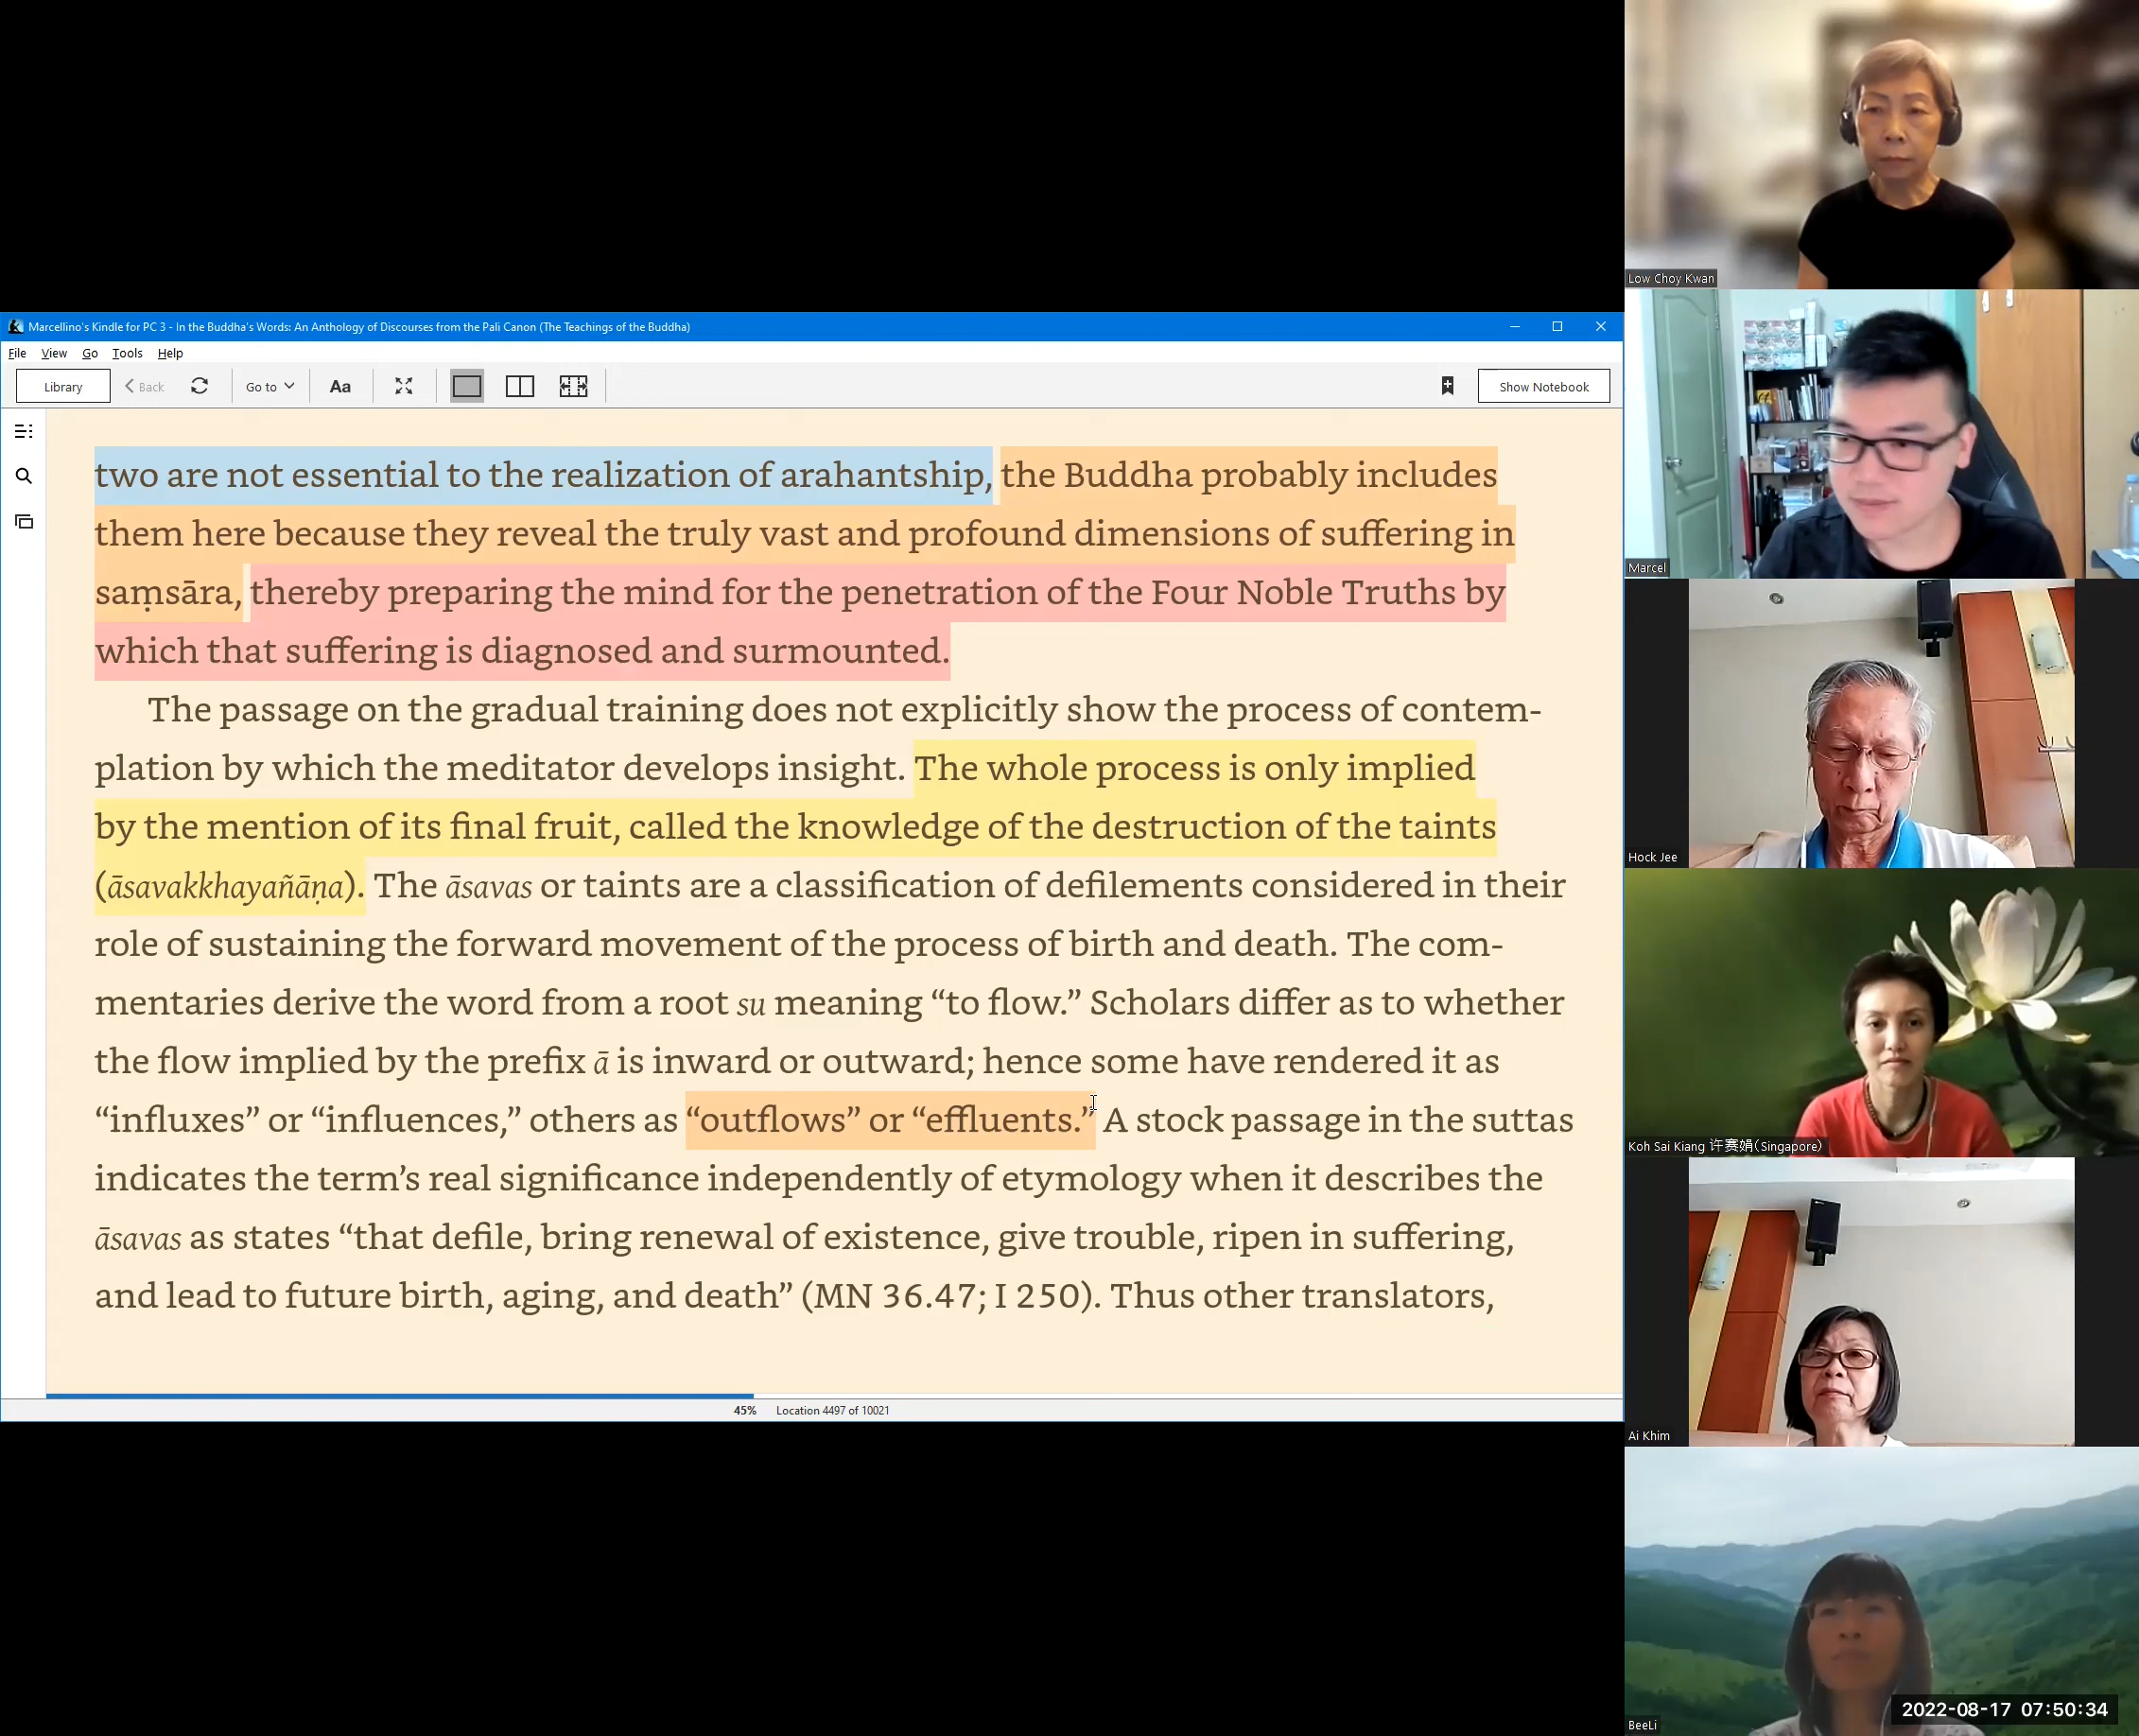 Marcellino's Kindle for PC 3 - In the Buddha's Words: An Anthology of Discourses from the Pali Canon (The Teachings of the Buddha)
File View Go Tools Help
Library Back Go to Aa Show Notebook
two are not essential to the realization of arahantship, the Buddha probably includes
them here because they reveal the truly vast and profound dimensions of suffering in
saṃsāra, thereby preparing the mind for the penetration of the Four Noble Truths by
which that suffering is diagnosed and surmounted.
The passage on the gradual training does not explicitly show the process of contem-
plation by which the meditator develops insight. The whole process is only implied
by the mention of its final fruit, called the knowledge of the destruction of the taints
(āsavakkhayañāṇa). The āsavas or taints are a classification of defilements considered in their
role of sustaining the forward movement of the process of birth and death. The com-
mentaries derive the word from a root su meaning “to flow.” Scholars differ as to whether
the flow implied by the prefix ā is inward or outward; hence some have rendered it as
“influxes” or “influences,” others as “outflows” or “effluents.” A stock passage in the suttas
indicates the term’s real significance independently of etymology when it describes the
āsavas as states “that defile, bring renewal of existence, give trouble, ripen in suffering,
and lead to future birth, aging, and death” (MN 36.47; I 250). Thus other translators,
45% Location 4497 of 10021
Low Choy Kwan
Marcel
Hock Jee
Koh Sai Kiang 许赛娟(Singapore)
Ai Khim
2022-08-17 07:50:34
BeeLi